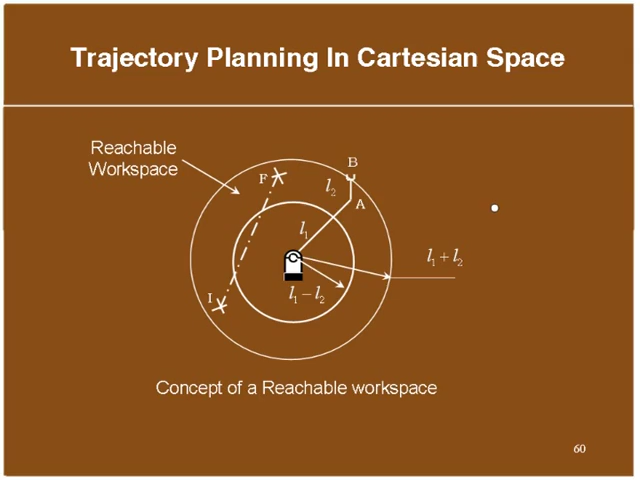 Trajectory Planning In Cartesian Space
Reachable
Workspace
B
F
l₂
A
l₁
l₁ + l₂
I
l₁ − l₂
Concept of a Reachable workspace
60